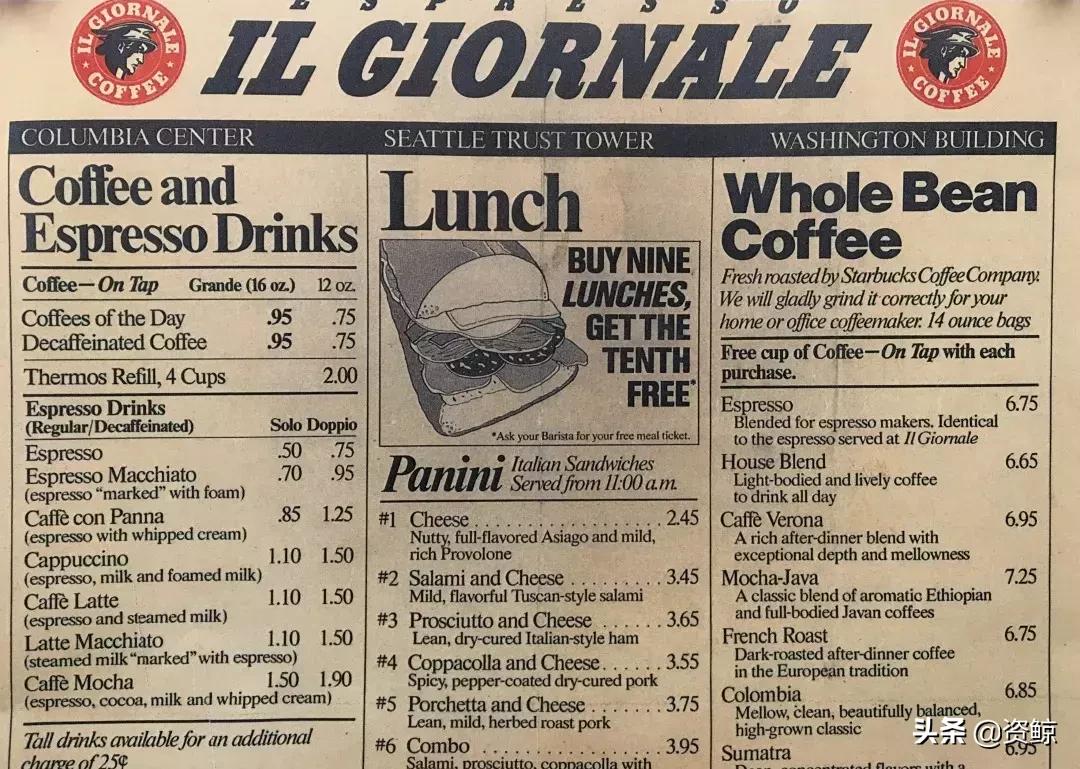 ESPRESSO
IL GIORNALE
COFFEE
IL GIORNALE
IL GIORNALE
COFFEE
COLUMBIA CENTER
SEATTLE TRUST TOWER
WASHINGTON BUILDING
Coffee and
Espresso Drinks
Coffee—On Tap Grande (16 oz.) 12 oz.
Coffees of the Day .95 .75
Decaffeinated Coffee .95 .75
Thermos Refill, 4 Cups 2.00
Espresso Drinks
(Regular/Decaffeinated) Solo Doppio
Espresso .50 .75
Espresso Macchiato .70 .95
(espresso “marked” with foam)
Caffè con Panna .85 1.25
(espresso with whipped cream)
Cappuccino 1.10 1.50
(espresso, milk and foamed milk)
Caffè Latte 1.10 1.50
(espresso and steamed milk)
Latte Macchiato 1.10 1.50
(steamed milk “marked” with espresso)
Caffè Mocha 1.50 1.90
(espresso, cocoa, milk and whipped cream)
Tall drinks available for an additional
charge of 25¢
Lunch
BUY NINE
LUNCHES,
GET THE
TENTH
FREE*
*Ask your Barista for your free meal ticket.
Panini Italian Sandwiches
Served from 11:00 a.m.
#1 Cheese . . . . . . . . . . . . . . . . . . . . 2.45
Nutty, full-flavored Asiago and mild,
rich Provolone
#2 Salami and Cheese . . . . . . . . . . 3.45
Mild, flavorful Tuscan-style salami
#3 Prosciutto and Cheese . . . . . . . 3.65
Lean, dry-cured Italian-style ham
#4 Coppacolla and Cheese . . . . . . 3.55
Spicy, pepper-coated dry-cured pork
#5 Porchetta and Cheese . . . . . . . . 3.75
Lean, mild, herbed roast pork
#6 Combo . . . . . . . . . . . . . . . . . . . 3.95
Salami, prosciutto, coppacolla with
Whole Bean
Coffee
Fresh roasted by Starbucks Coffee Company.
We will gladly grind it correctly for your
home or office coffeemaker. 14 ounce bags
Free cup of Coffee—On Tap with each
purchase.
Espresso 6.75
Blended for espresso makers. Identical
to the espresso served at Il Giornale
House Blend 6.65
Light-bodied and lively coffee
to drink all day
Caffè Verona 6.95
A rich after-dinner blend with
exceptional depth and mellowness
Mocha-Java 7.25
A classic blend of aromatic Ethiopian
and full-bodied Javan coffees
French Roast 6.75
Dark-roasted after-dinner coffee
in the European tradition
Colombia 6.85
Mellow, clean, beautifully balanced,
high-grown classic
Sumatra 6.95
Deep, concentrated flavors with a
头条 @资鲸